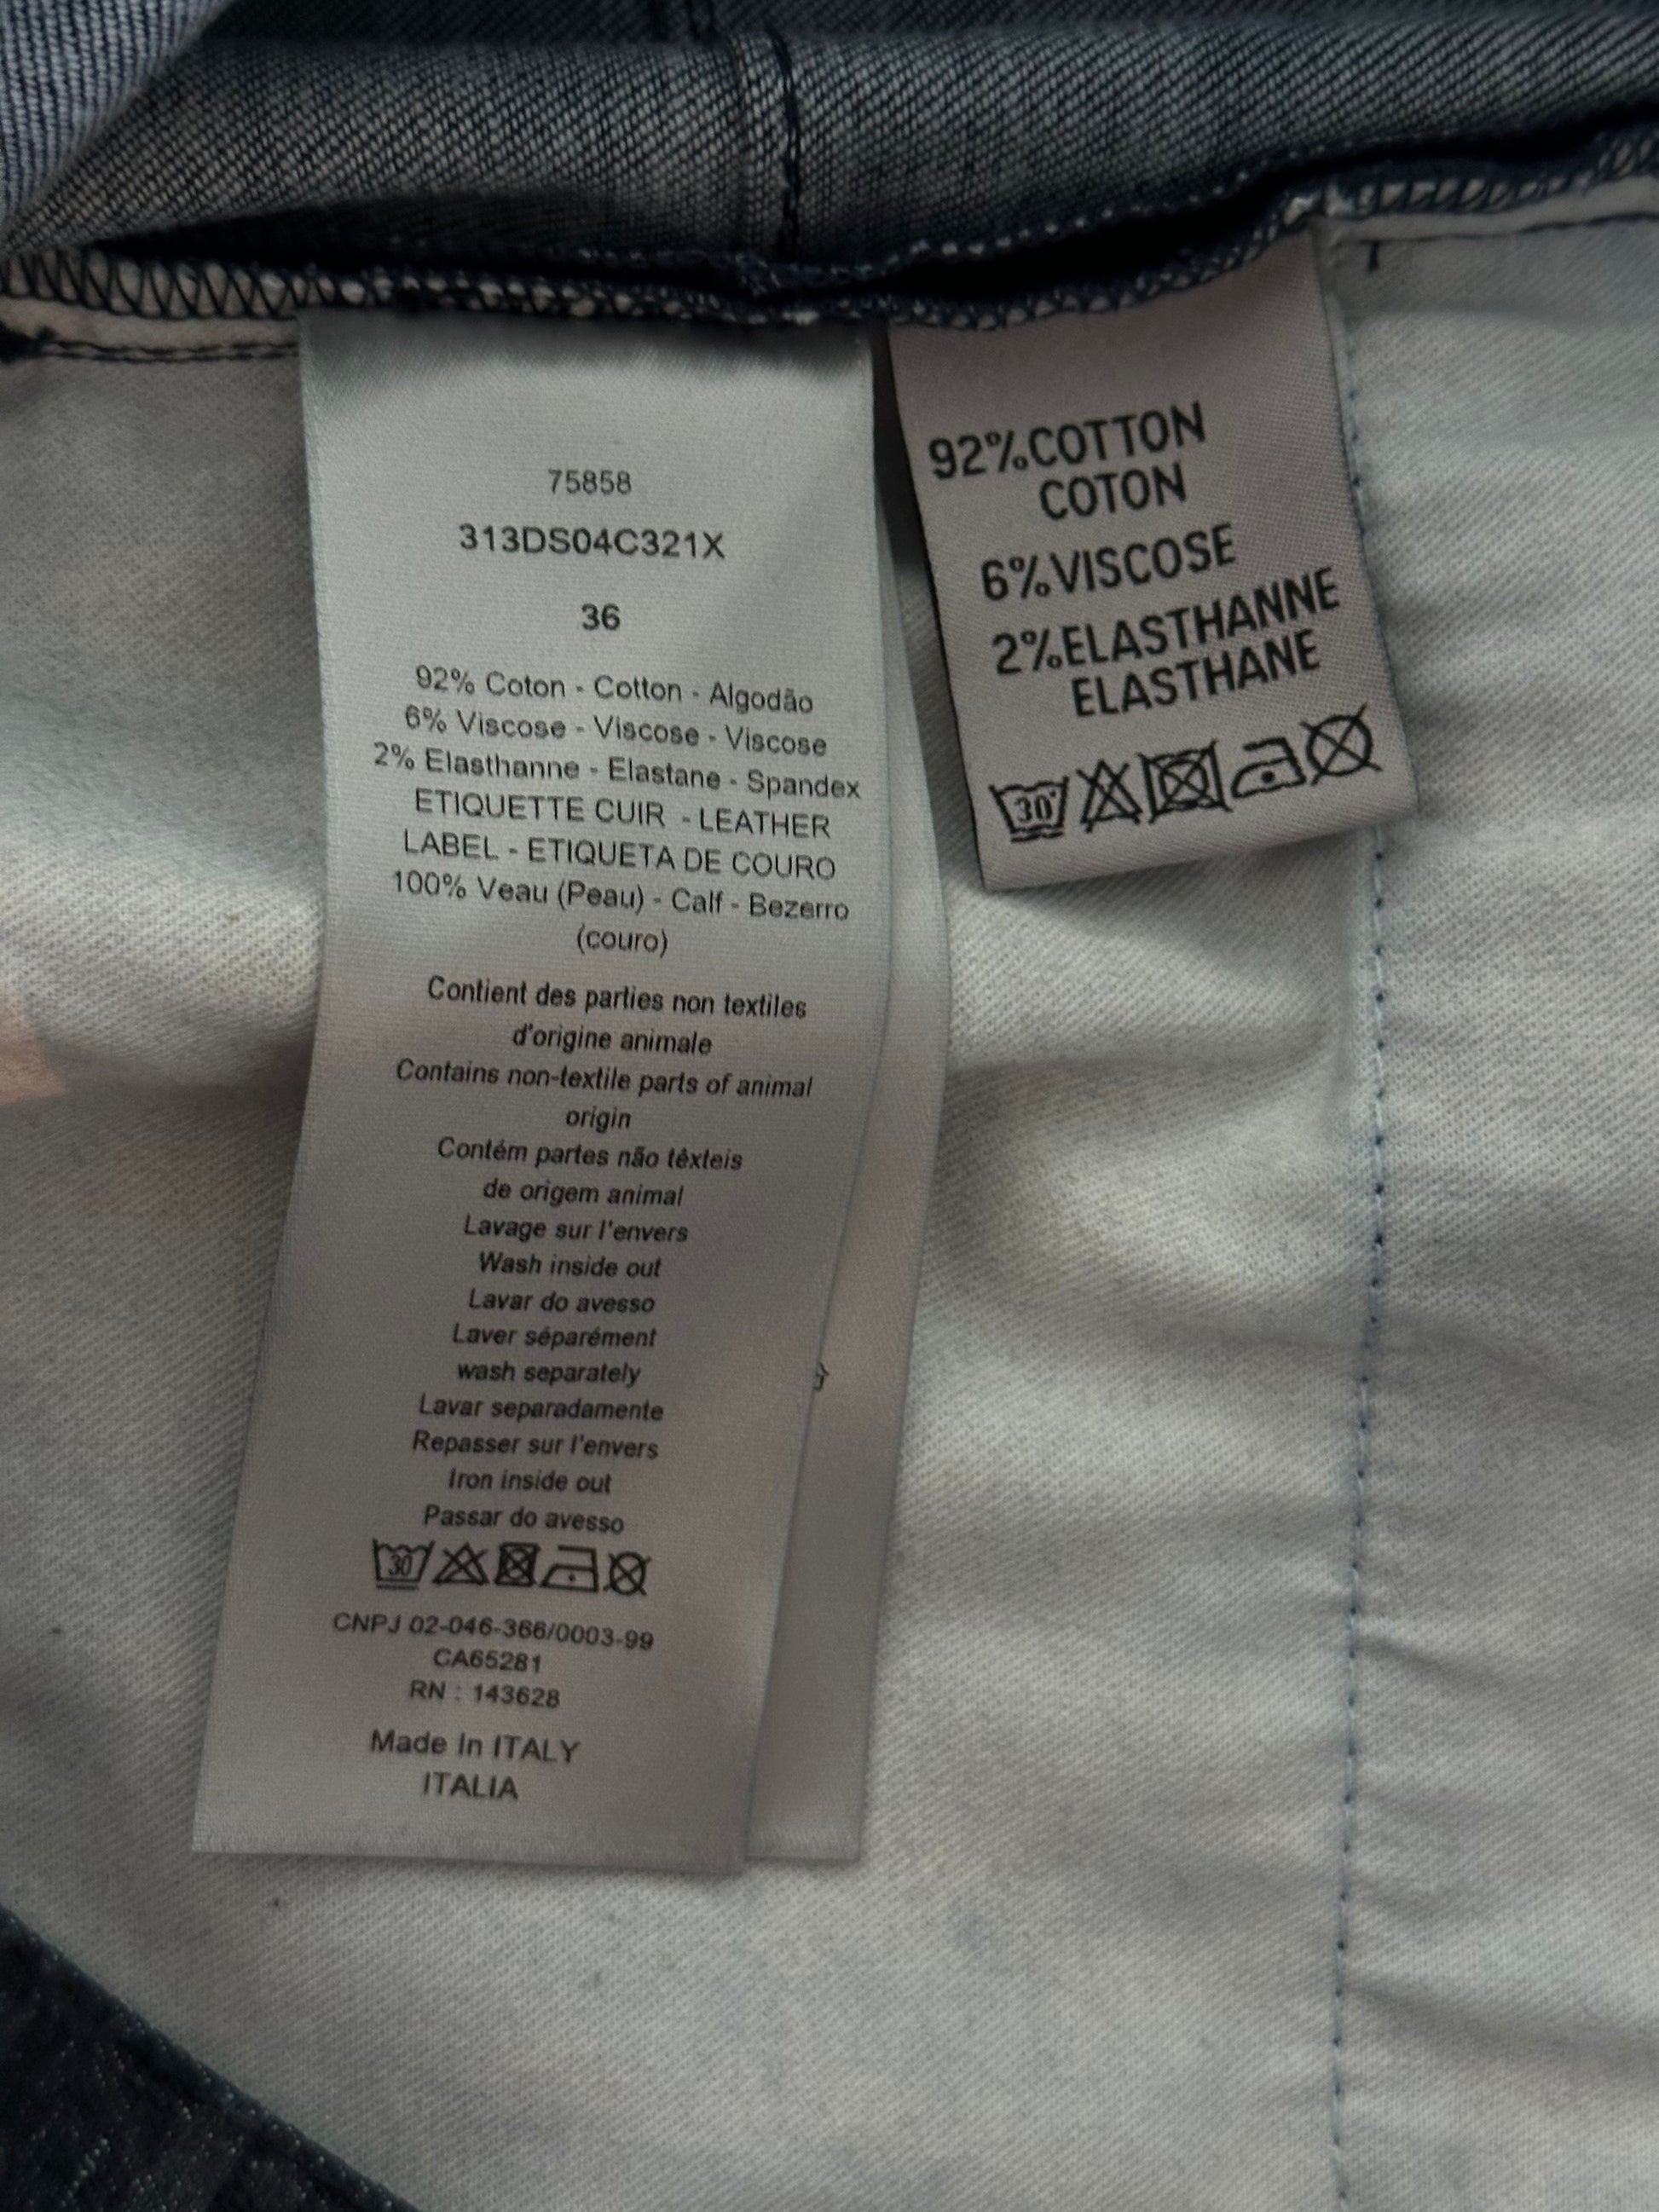 75858
313DS04C321X
36
92% Coton - Cotton - Algodão
6% Viscose - Viscose - Viscose
2% Elasthanne - Elastane - Spandex
ETIQUETTE CUIR - LEATHER
LABEL - ETIQUETA DE COURO
100% Veau (Peau) - Calf - Bezerro
(couro)
Contient des parties non textiles
d'origine animale
Contains non-textile parts of animal
origin
Contém partes não têxteis
de origem animal
Lavage sur l'envers
Wash inside out
Lavar do avesso
Laver séparément
wash separately
Lavar separadamente
Repasser sur l'envers
Iron inside out
Passar do avesso
30
CNPJ 02-046-366/0003-99
CA65281
RN : 143628
Made In ITALY
ITALIA
92%COTTON
COTON
6%VISCOSE
2%ELASTHANNE
ELASTHANE
30°